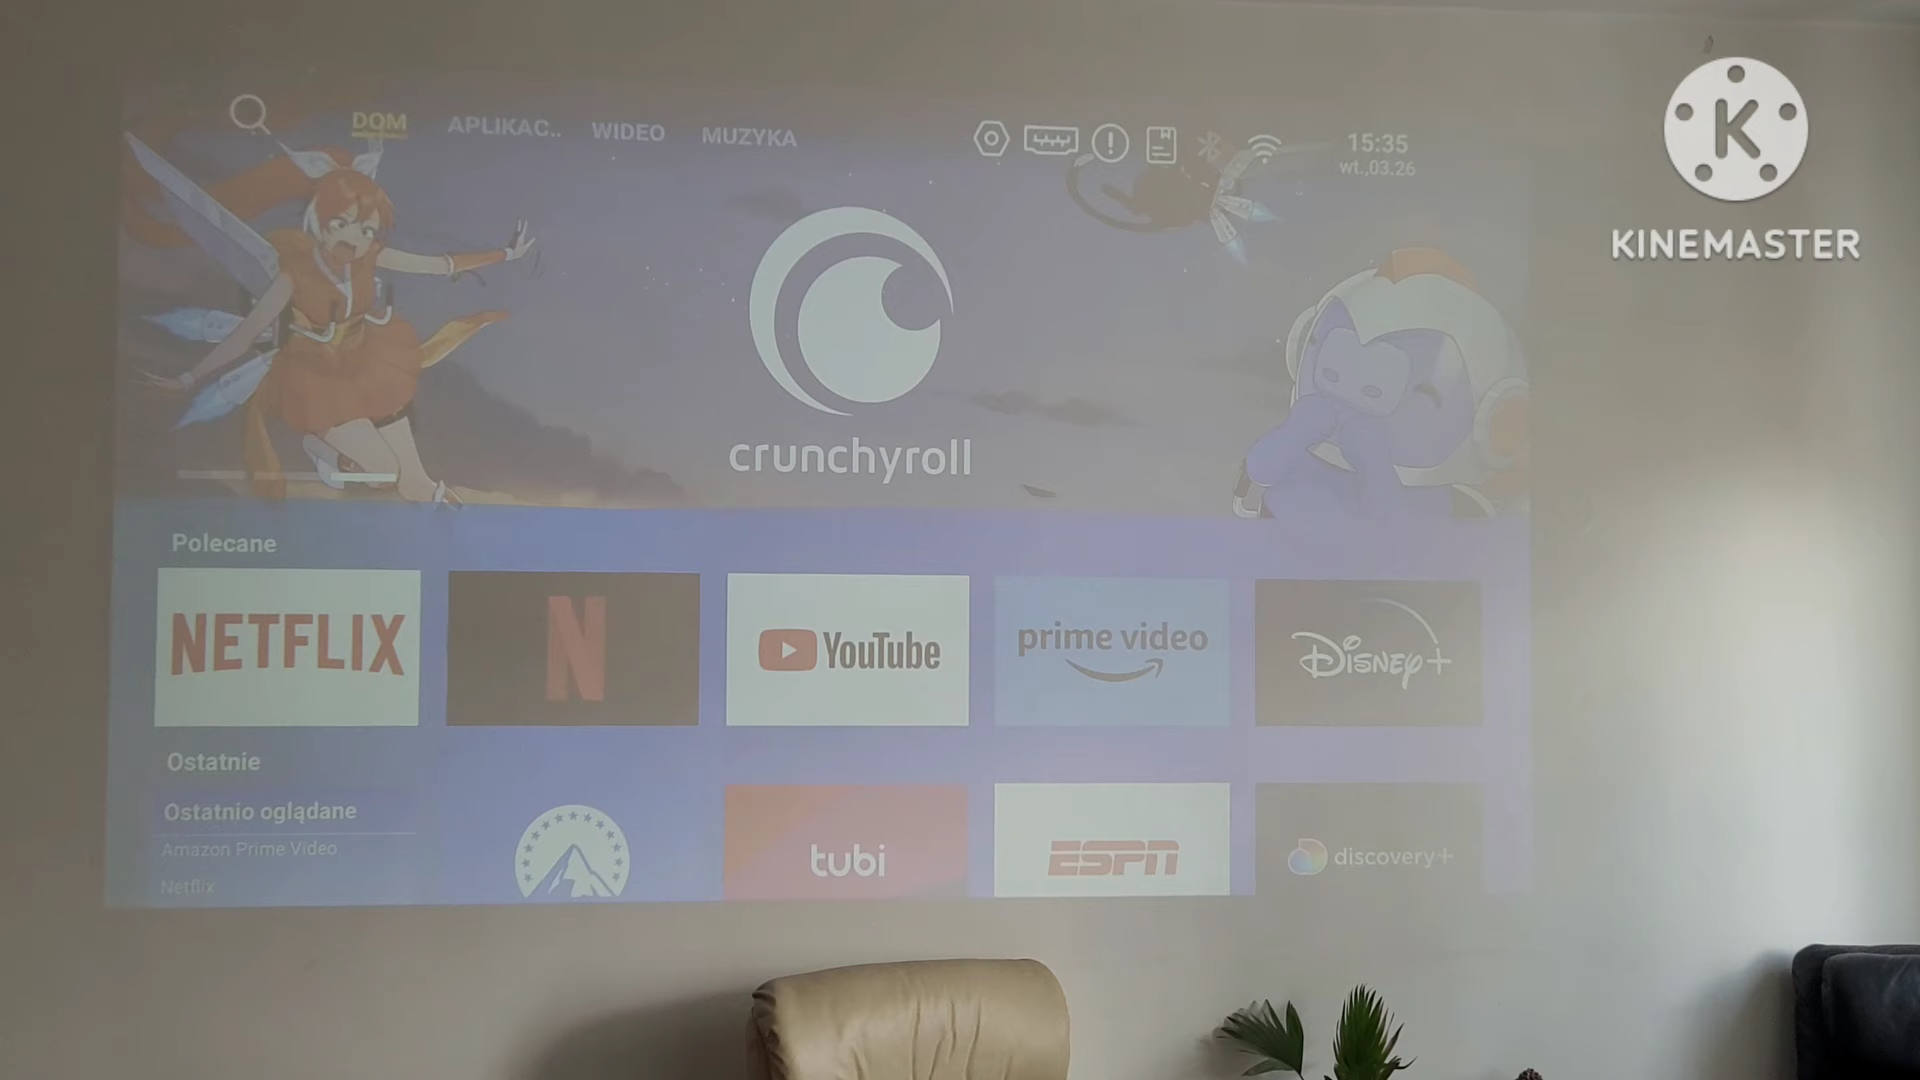 DOM APLIKAC.. WIDEO MUZYKA
15:35
wt.,03.26
K
KINEMASTER
crunchyroll
Polecane
NETFLIX N YouTube prime video Disney+
Ostatnie
Ostatnio oglądane
Amazon Prime Video
Netflix
tubi ESPN discovery+